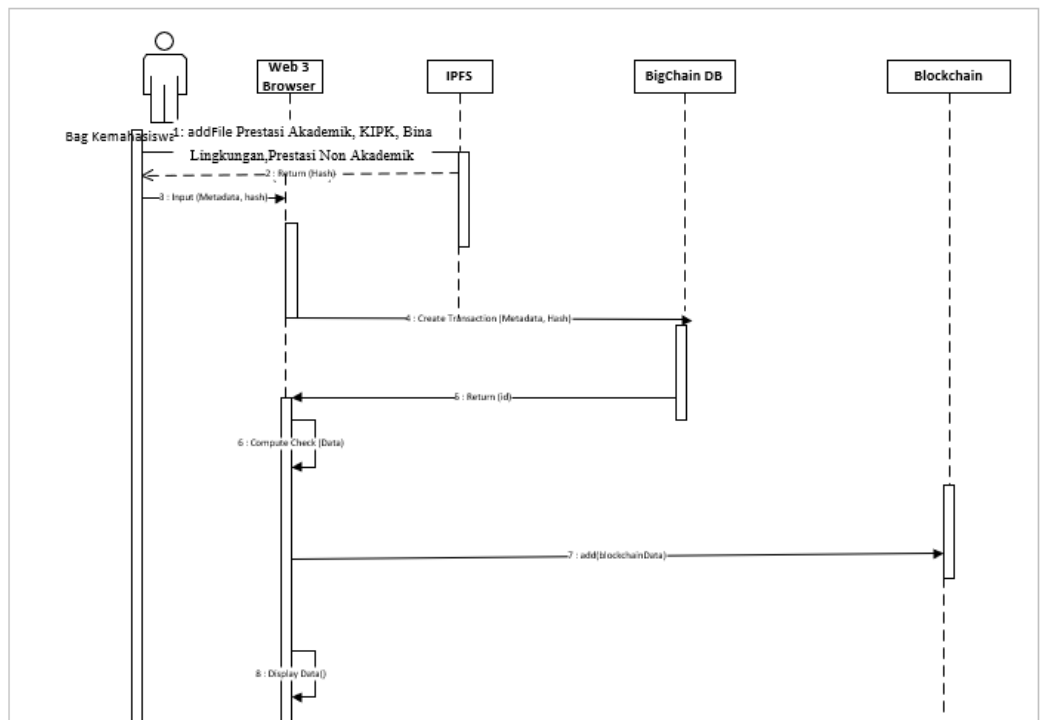 Web 3
Browser
IPFS
BigChain DB
Blockchain
Bag Kemahasiswa
1: addFile Prestasi Akademik, KIPK, Bina
Lingkungan,Prestasi Non Akademik
2 : Return (Hash)
3 : Input (Metadata, hash)
4 : Create Transaction (Metadata, Hash)
5 : Return (id)
6 : Compute Check (Data)
7 : add(blockchainData)
8 : Display Data()